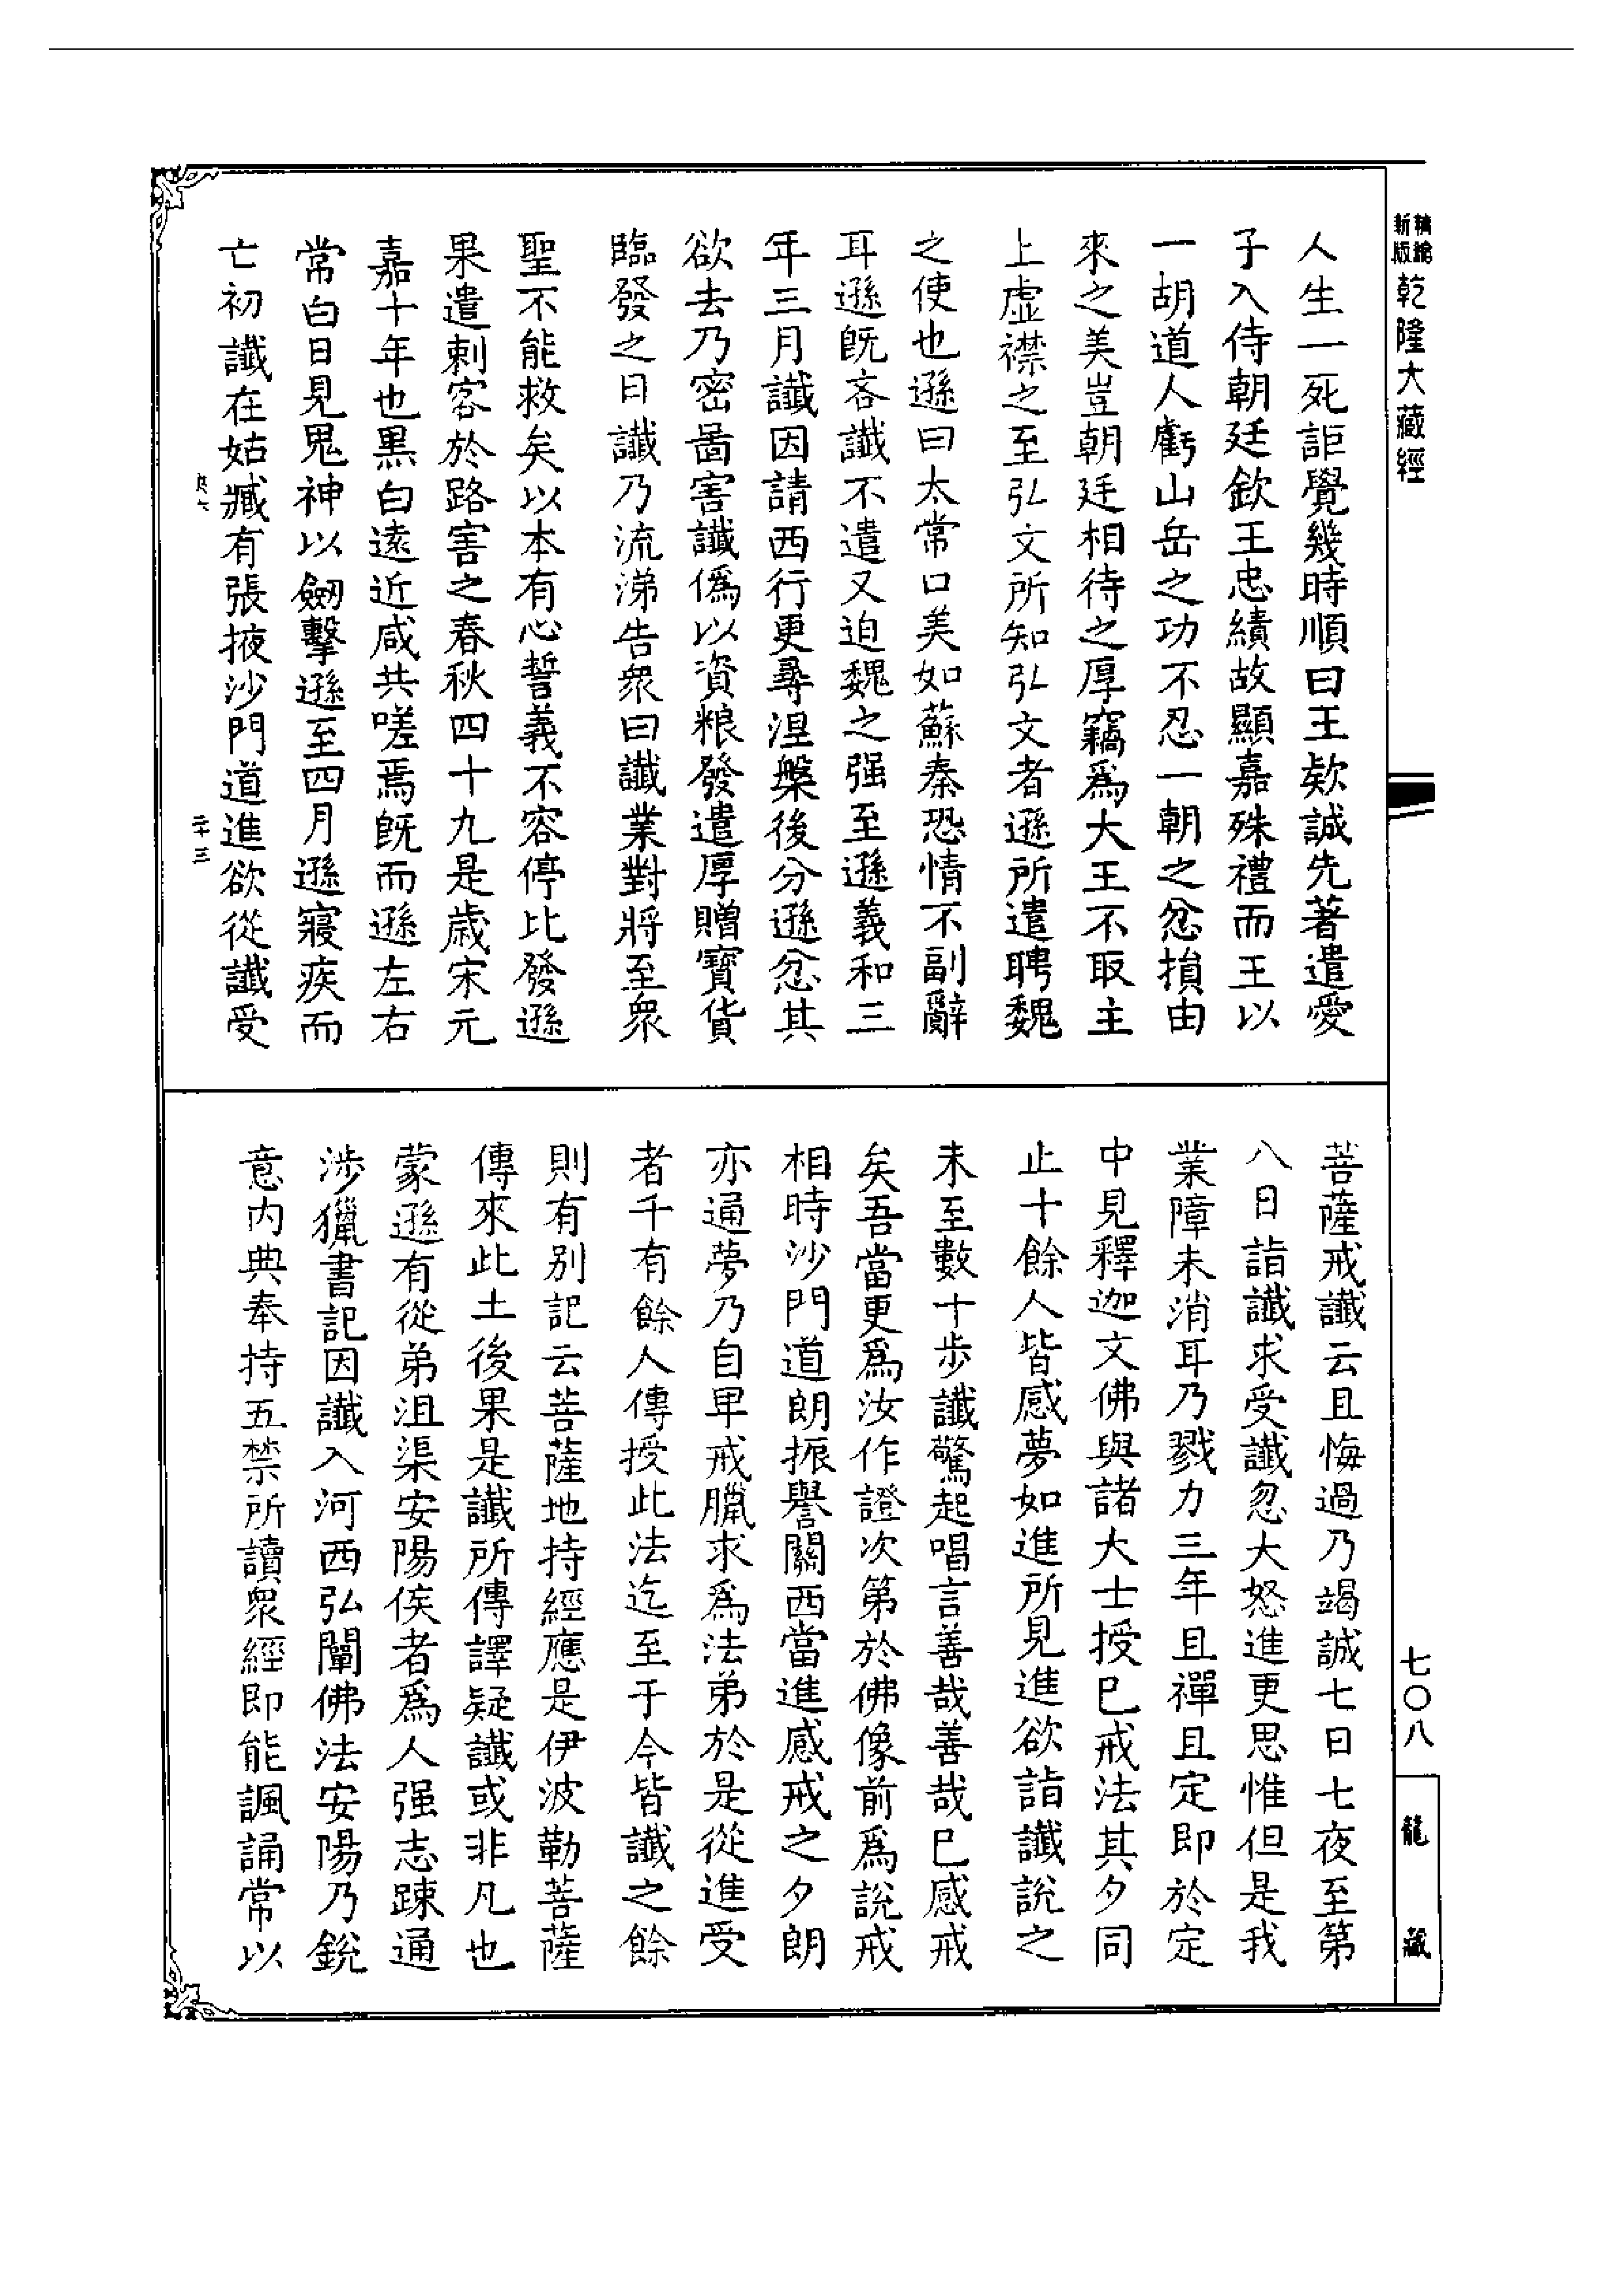 精繪新版乾隆大藏經
人生一死詎覺幾時順曰王欵誠先著遣愛
子入侍朝廷欽王忠績故顯嘉殊禮而王以
一胡道人虧山岳之功不忍一朝之忿損由
來之美豈朝廷相待之厚竊爲大王不取主
上虛襟之至弘文所知弘文者遜所遣聘魏
之使也遜曰太常口美如蘇秦恐情不副辭
耳遜旣吝讖不遣又迫魏之强至遜義和三
年三月讖因請西行更尋涅槃後分遜忿其
欲去乃密啚害讖僞以資粮發遣厚贈寶貨
臨發之日讖乃流涕告衆曰讖業對將至衆
聖不能救矣以本有心誓義不容停比發遜
果遣刺客於路害之春秋四十九是歲宋元
嘉十年也黑白遠近咸共嗟焉旣而遜左右
常白日見鬼神以劒擊遜至四月遜寢疾而
亡初讖在姑臧有張掖沙門道進欲從讖受
二十三
菩薩戒讖云且悔過乃竭誠七日七夜至第
八日詣讖求受讖忽大怒進更思惟但是我
業障未消耳乃戮力三年且禪且定即於定
中見釋迦文佛與諸大士授已戒法其夕同
止十餘人皆感夢如進所見進欲詣讖說之
未至數十步讖驚起唱言善哉善哉已感戒
矣吾當更爲汝作證次第於佛像前爲說戒
相時沙門道朗振譽關西當進感戒之夕朗
亦通夢乃自卑戒臘求爲法弟於是從進受
者千有餘人傳授此法迄至于今皆讖之餘
則有別記云菩薩地持經應是伊波勒菩薩
傳來此土後果是讖所傳譯疑讖或非凡也
蒙遜有從弟沮渠安陽侯者爲人强志踈通
涉獵書記因讖入河西弘闡佛法安陽乃銳
意内典奉持五禁所讀衆經即能諷誦常以
七〇八
龍藏